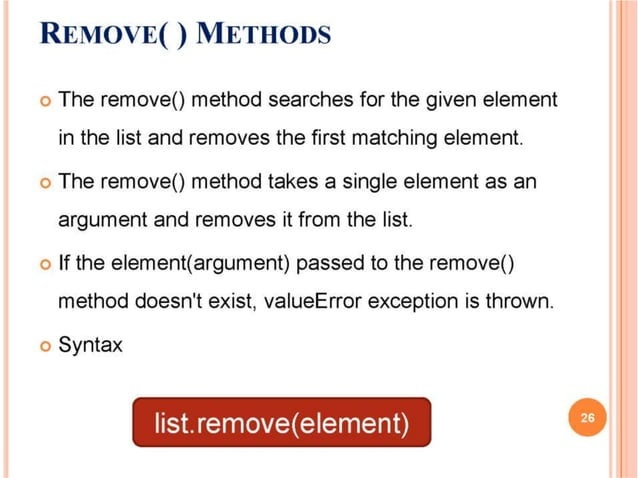 REMOVE( ) METHODS
The remove() method searches for the given element
in the list and removes the first matching element.
The remove() method takes a single element as an
argument and removes it from the list.
If the element(argument) passed to the remove()
method doesn't exist, valueError exception is thrown.
Syntax
list.remove(element)
26